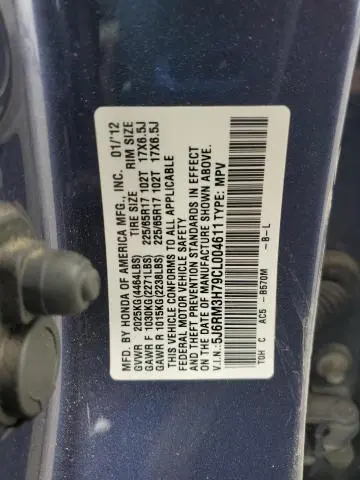 MFD. BY HONDA OF AMERICA MFG., INC. 01/'12
TIRE SIZE RIM SIZE
GVWR 2025KG(4464LBS)
GAWR F 1030KG(2271LBS) 225/65R17 102T 17X6.5J
GAWR R 1015KG(2238LBS) 225/65R17 102T 17X6.5J
THIS VEHICLE CONFORMS TO ALL APPLICABLE
FEDERAL MOTOR VEHICLE SAFETY
AND THEFT PREVENTION STANDARDS IN EFFECT
ON THE DATE OF MANUFACTURE SHOWN ABOVE.
V.I.N.: 5J6RM3H79CL004611 TYPE: MPV
TOH C AC5 - B570M - B-L